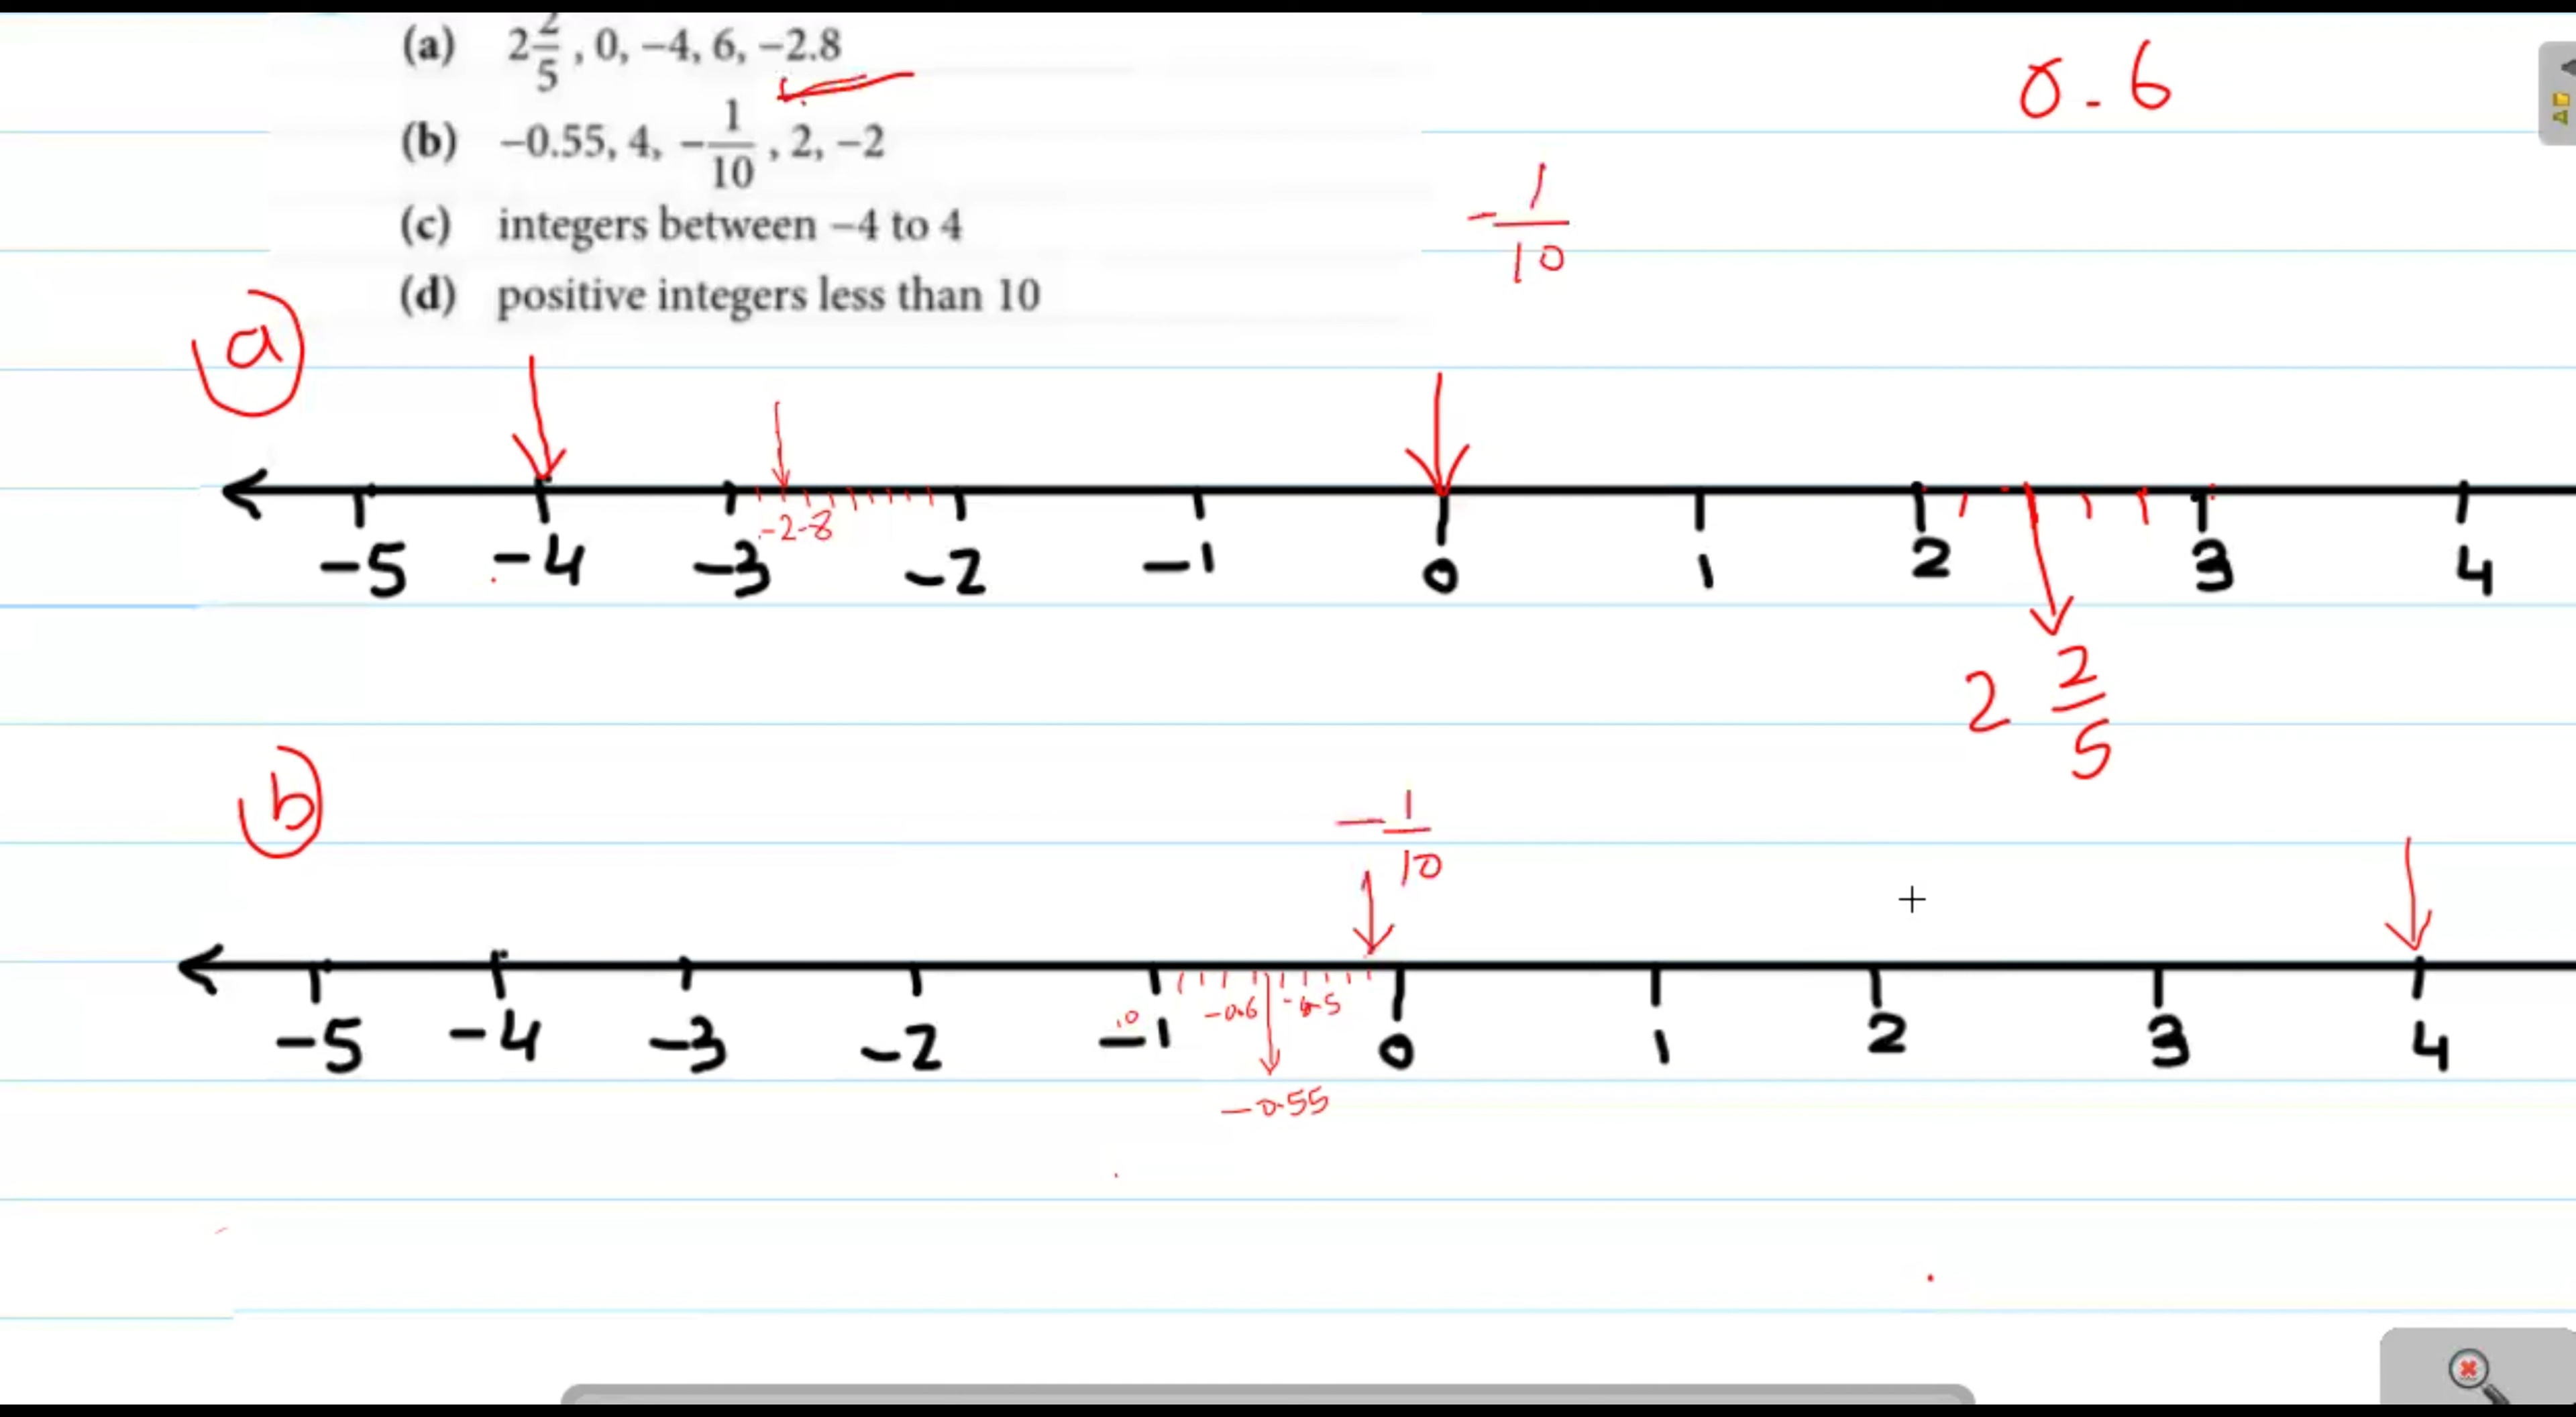 (a) 2 2/5 , 0, −4, 6, −2.8
0.6
(b) −0.55, 4, −1/10 , 2, −2
-1/10
(c) integers between −4 to 4
(d) positive integers less than 10
a
-2.8
-5 -4 -3 -2 -1 0 1 2 3 4
2 2/5
b
-1/10
-0.6 -0.5
.0
-5 -4 -3 -2 -1 0 1 2 3 4
-0.55